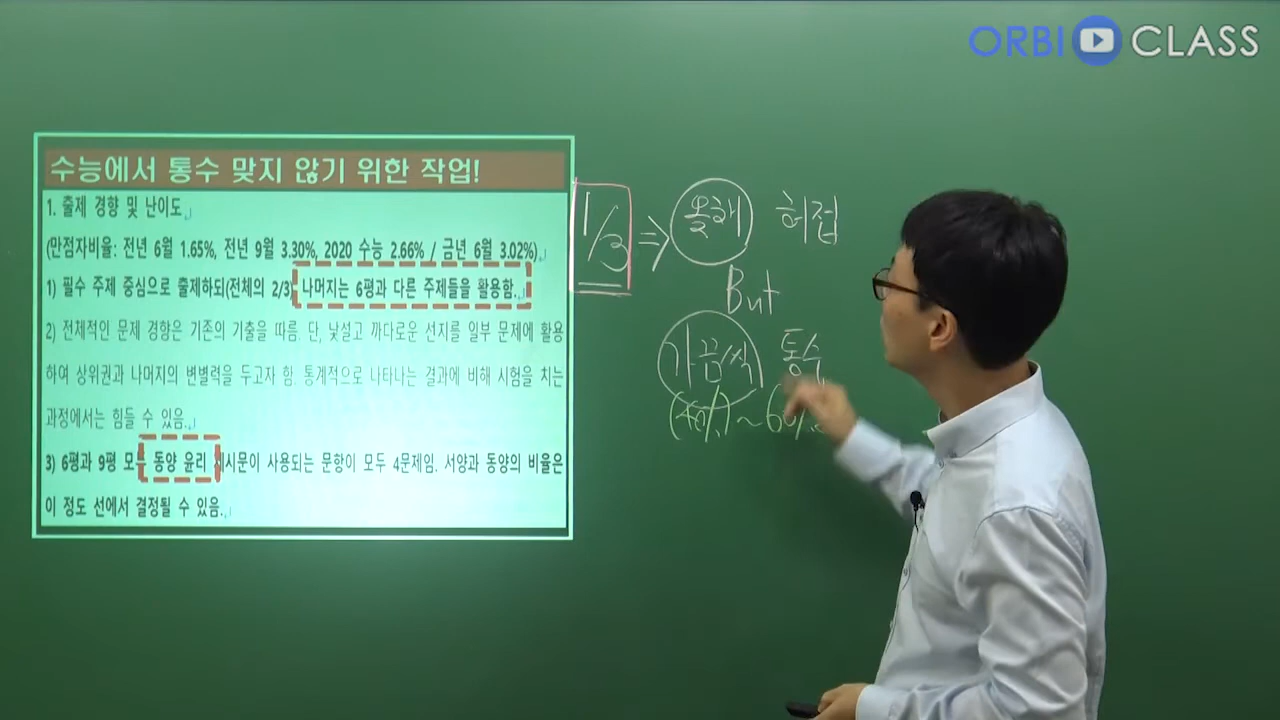 ORBI CLASS
수능에서 통수 맞지 않기 위한 작업!
1. 출제 경향 및 난이도
(만점자비율: 전년 6월 1.65%, 전년 9월 3.30%, 2020 수능 2.66% / 금년 6월 3.02%)
1) 필수 주제 중심으로 출제하되(전체의 2/3) 나머지는 6평과 다른 주제들을 활용함.
2) 전체적인 문제 경향은 기존의 기출을 따름. 단, 낯설고 까다로운 선지를 일부 문제에 활용
하여 상위권과 나머지의 변별력을 두고자 함. 통계적으로 나타나는 결과에 비해 시험을 치는
과정에서는 힘들 수 있음.
3) 6평과 9평 모두 동양 윤리 제시문이 사용되는 문항이 모두 4문제임. 서양과 동양의 비율은
이 정도 선에서 결정될 수 있음.
1/3 ⇒ 올해 허접
But
가끔씩 통수
(40%) ~ 60%